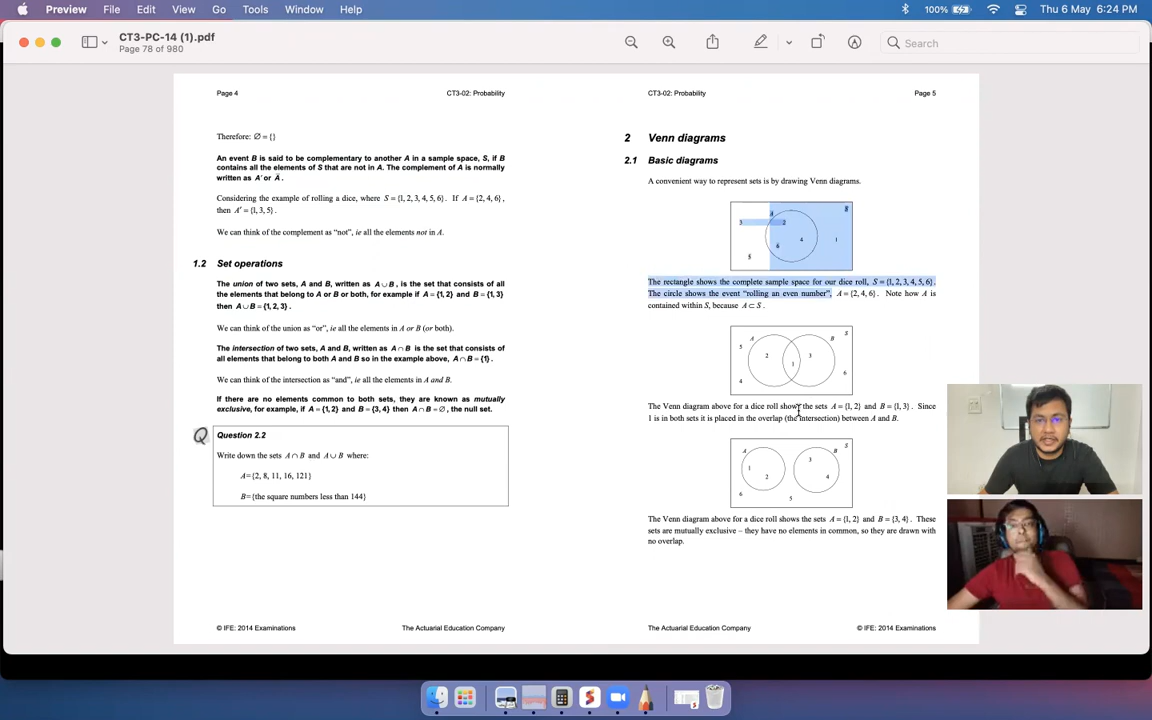 Preview File Edit View Go Tools Window Help 100% Thu 6 May 6:24 PM
CT3-PC-14 (1).pdf
Page 78 of 980
Search
Page 4 CT3-02: Probability
Therefore: ∅ = {}
An event B is said to be complementary to another A in a sample space, S, if B
contains all the elements of S that are not in A. The complement of A is normally
written as A′ or Ā .
Considering the example of rolling a dice, where S = {1, 2, 3, 4, 5, 6} . If A = {2, 4, 6} ,
then A′ = {1, 3, 5} .
We can think of the complement as “not”, ie all the elements not in A.
1.2 Set operations
The union of two sets, A and B, written as A ∪ B , is the set that consists of all
the elements that belong to A or B or both, for example if A = {1, 2} and B = {1, 3}
then A ∪ B = {1, 2, 3} .
We can think of the union as “or”, ie all the elements in A or B (or both).
The intersection of two sets, A and B, written as A ∩ B is the set that consists of
all elements that belong to both A and B so in the example above, A ∩ B = {1} .
We can think of the intersection as “and”, ie all the elements in A and B.
If there are no elements common to both sets, they are known as mutually
exclusive, for example, if A = {1, 2} and B = {3, 4} then A ∩ B = ∅, the null set.
Q Question 2.2
Write down the sets A ∩ B and A ∪ B where:
A={2, 8, 11, 16, 121}
B={the square numbers less than 144}
© IFE: 2014 Examinations The Actuarial Education Company
CT3-02: Probability Page 5
2 Venn diagrams
2.1 Basic diagrams
A convenient way to represent sets is by drawing Venn diagrams.
A S
3 2
4 1
6
5
The rectangle shows the complete sample space for our dice roll, S = {1, 2, 3, 4, 5, 6} .
The circle shows the event “rolling an even number”, A = {2, 4, 6} . Note how A is
contained within S, because A ⊂ S .
A B S
5 2 3
1
4 6
The Venn diagram above for a dice roll shows the sets A = {1, 2} and B = {1, 3} . Since
1 is in both sets it is placed in the overlap (the intersection) between A and B.
A B S
1 3
2 4
6 5
The Venn diagram above for a dice roll shows the sets A = {1, 2} and B = {3, 4} . These
sets are mutually exclusive – they have no elements in common, so they are drawn with
no overlap.
The Actuarial Education Company © IFE: 2014 Examinations